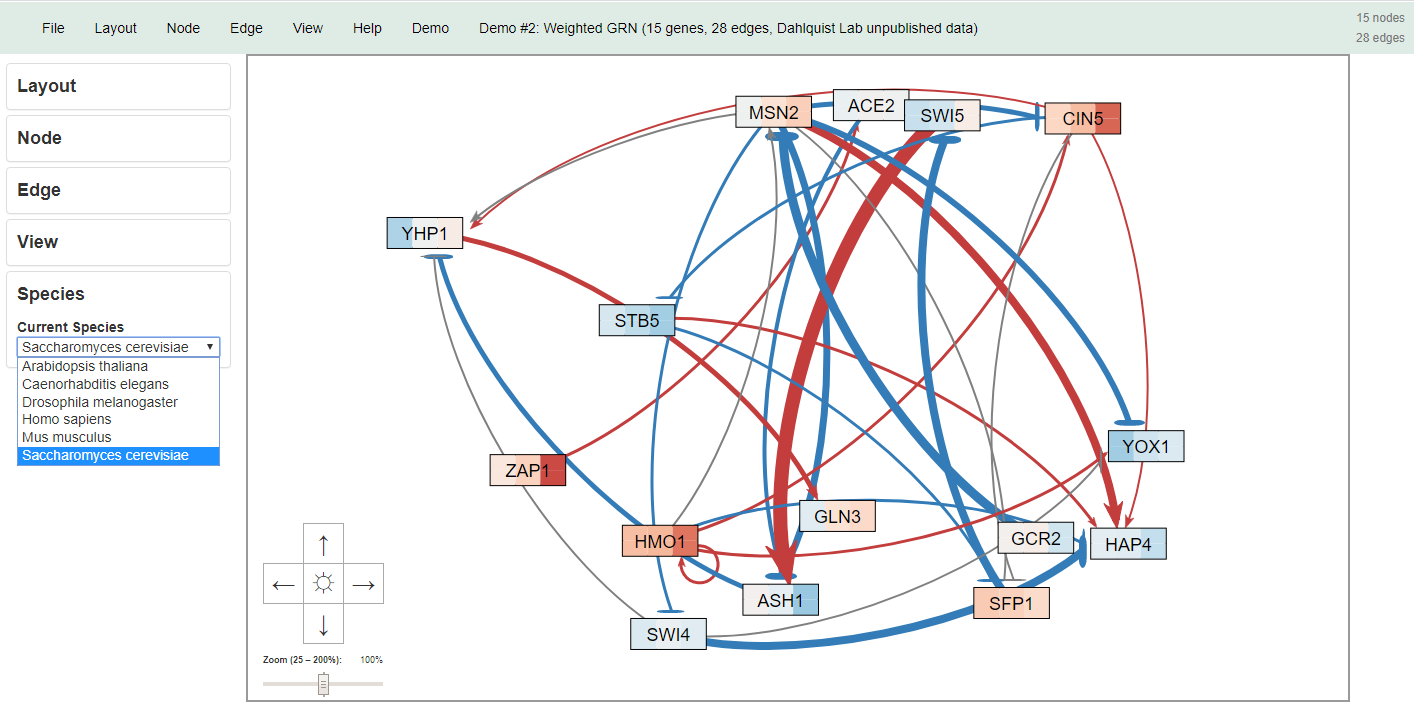 File Layout Node Edge View Help Demo Demo #2: Weighted GRN (15 genes, 28 edges, Dahlquist Lab unpublished data)
15 nodes
28 edges
Layout
Node
Edge
View
Species
Current Species
Saccharomyces cerevisiae
Arabidopsis thaliana
Caenorhabditis elegans
Drosophila melanogaster
Homo sapiens
Mus musculus
Saccharomyces cerevisiae
Zoom (25 – 200%): 100%
MSN2
ACE2
SWI5
CIN5
YHP1
STB5
YOX1
ZAP1
GLN3
HMO1
GCR2
HAP4
ASH1
SFP1
SWI4